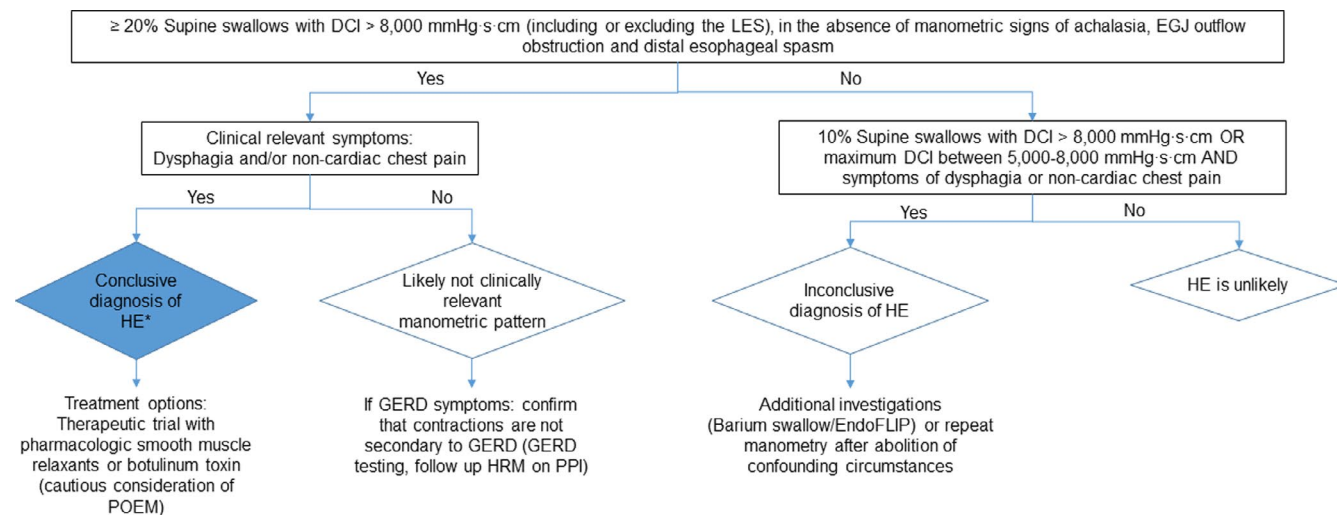 ≥ 20% Supine swallows with DCI > 8,000 mmHg·s·cm (including or excluding the LES), in the absence of manometric signs of achalasia, EGJ outflow
obstruction and distal esophageal spasm
Yes
No
Clinical relevant symptoms:
Dysphagia and/or non-cardiac chest pain
10% Supine swallows with DCI > 8,000 mmHg·s·cm OR
maximum DCI between 5,000-8,000 mmHg·s·cm AND
symptoms of dysphagia or non-cardiac chest pain
Yes
No
Yes
No
Conclusive
diagnosis of
HE*
Likely not clinically
relevant
manometric pattern
Inconclusive
diagnosis of HE
HE is unlikely
Treatment options:
Therapeutic trial with
pharmacologic smooth muscle
relaxants or botulinum toxin
(cautious consideration of
POEM)
If GERD symptoms: confirm
that contractions are not
secondary to GERD (GERD
testing, follow up HRM on PPI)
Additional investigations
(Barium swallow/EndoFLIP) or repeat
manometry after abolition of
confounding circumstances